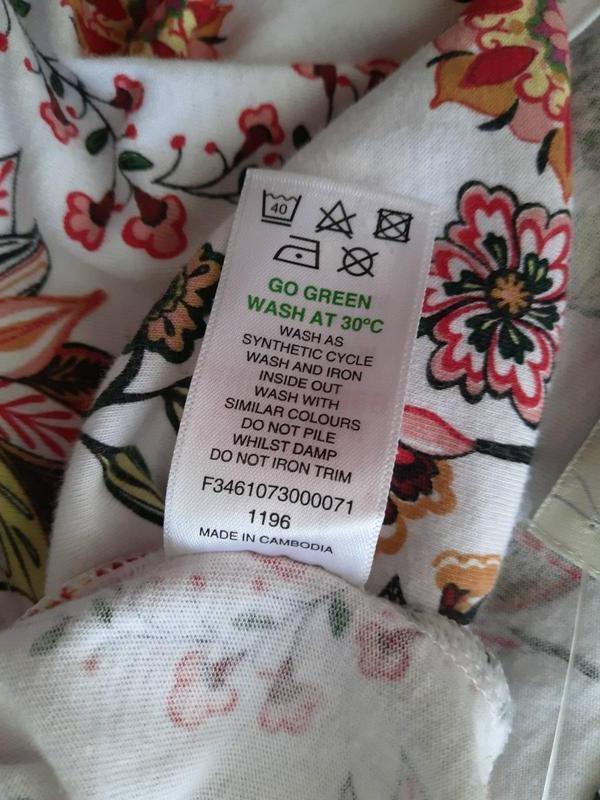 40
GO GREEN
WASH AT 30°C
WASH AS
SYNTHETIC CYCLE
WASH AND IRON
INSIDE OUT
WASH WITH
SIMILAR COLOURS
DO NOT PILE
WHILST DAMP
DO NOT IRON TRIM
F3461073000071
1196
MADE IN CAMBODIA